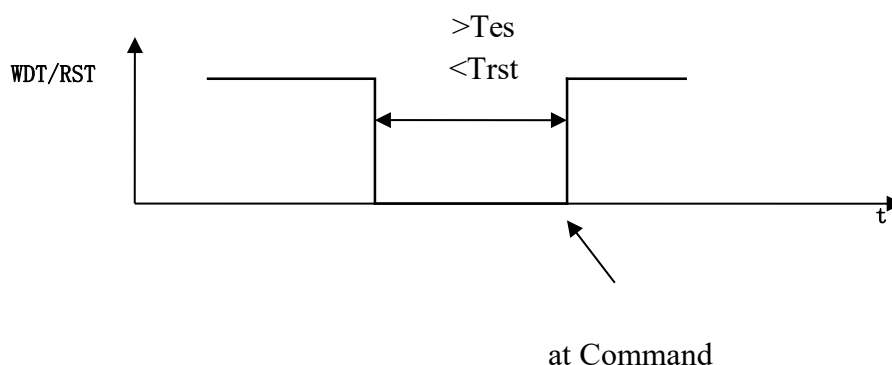 >Tes
<Trst
WDT/RST
t
at Command